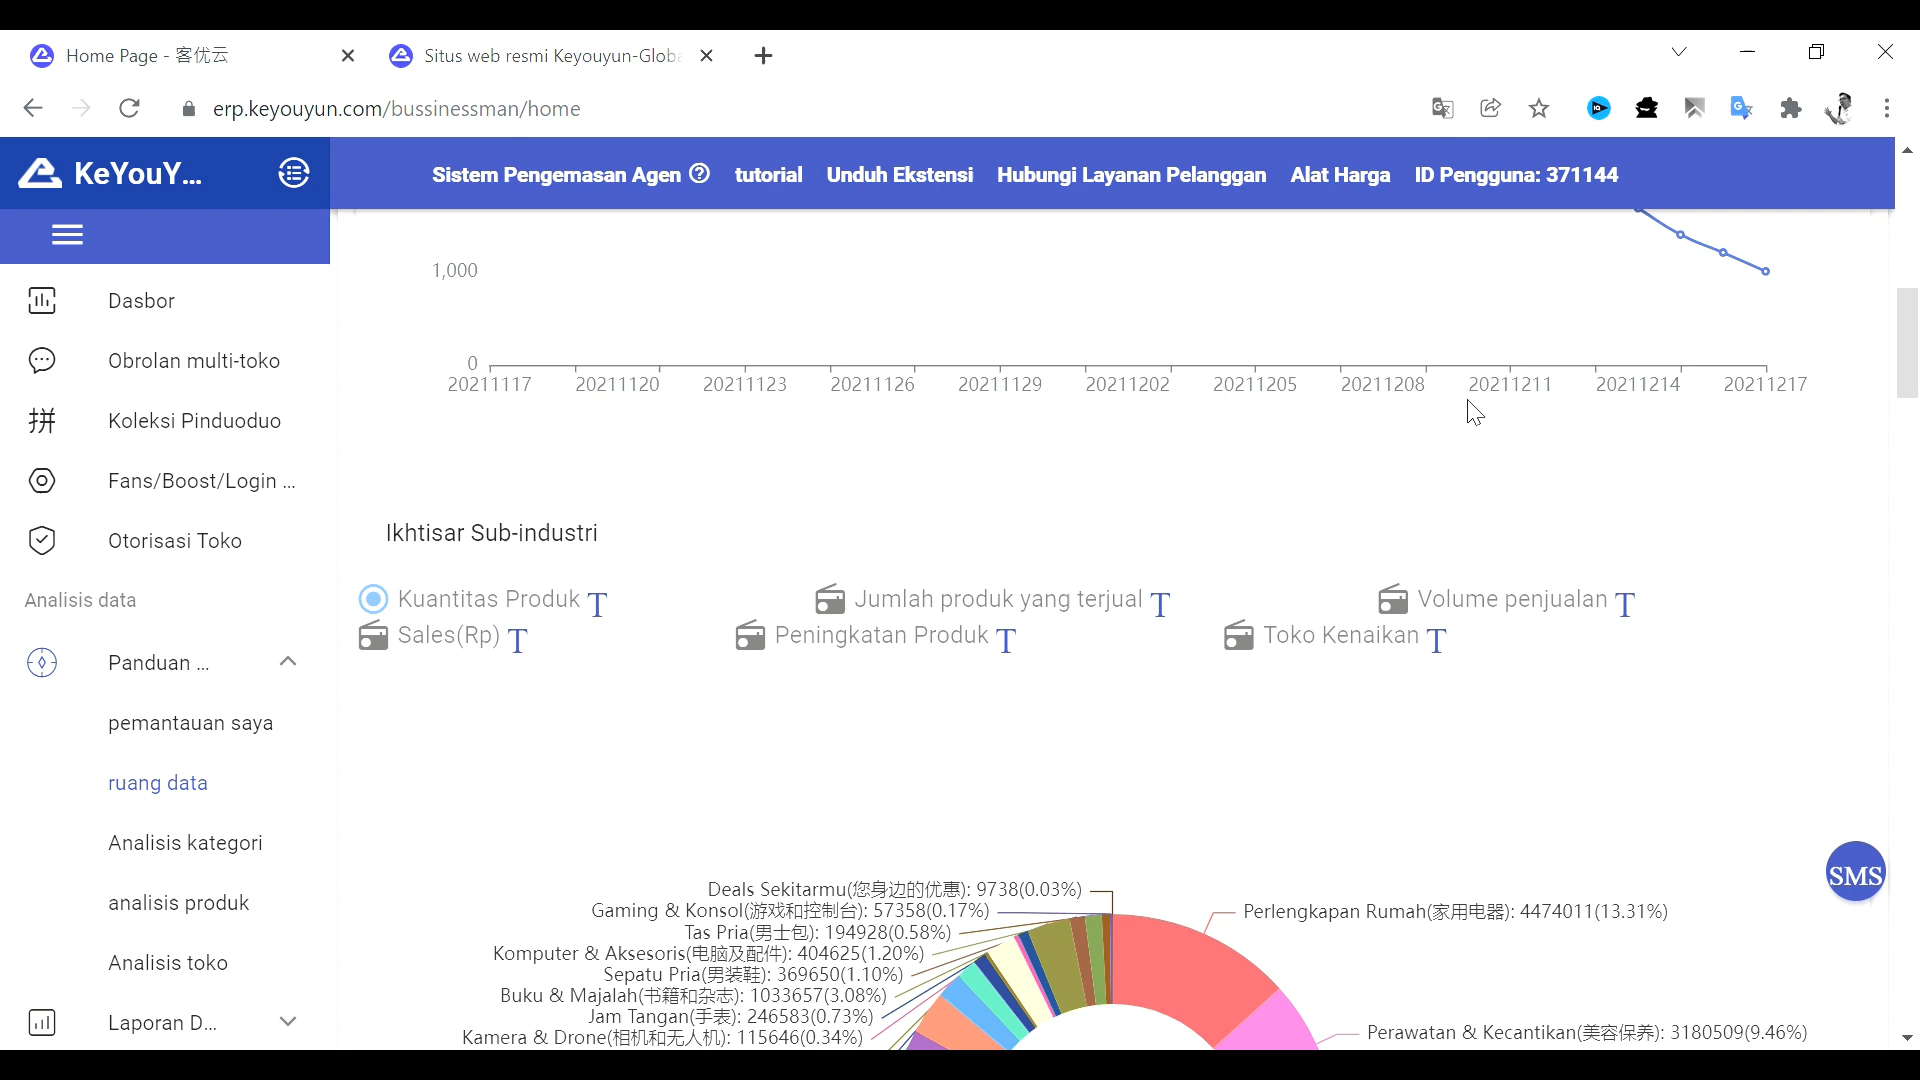 Home Page - 客优云
Situs web resmi Keyouyun-Globa
erp.keyouyun.com/bussinessman/home
KeYouY...
Sistem Pengemasan Agen
tutorial
Unduh Ekstensi
Hubungi Layanan Pelanggan
Alat Harga
ID Pengguna: 371144
Dasbor
Obrolan multi-toko
拼 Koleksi Pinduoduo
Fans/Boost/Login ...
Otorisasi Toko
Analisis data
Panduan ...
pemantauan saya
ruang data
Analisis kategori
analisis produk
Analisis toko
Laporan D...
1,000
0
20211117 20211120 20211123 20211126 20211129 20211202 20211205 20211208 20211211 20211214 20211217
Ikhtisar Sub-industri
Kuantitas Produk T Jumlah produk yang terjual T Volume penjualan T
Sales(Rp) T Peningkatan Produk T Toko Kenaikan T
Deals Sekitarmu(您身边的优惠): 9738(0.03%)
Gaming & Konsol(游戏和控制台): 57358(0.17%)
Tas Pria(男士包): 194928(0.58%)
Komputer & Aksesoris(电脑及配件): 404625(1.20%)
Sepatu Pria(男装鞋): 369650(1.10%)
Buku & Majalah(书籍和杂志): 1033657(3.08%)
Jam Tangan(手表): 246583(0.73%)
Kamera & Drone(相机和无人机): 115646(0.34%)
Perlengkapan Rumah(家用电器): 4474011(13.31%)
Perawatan & Kecantikan(美容保养): 3180509(9.46%)
SMS